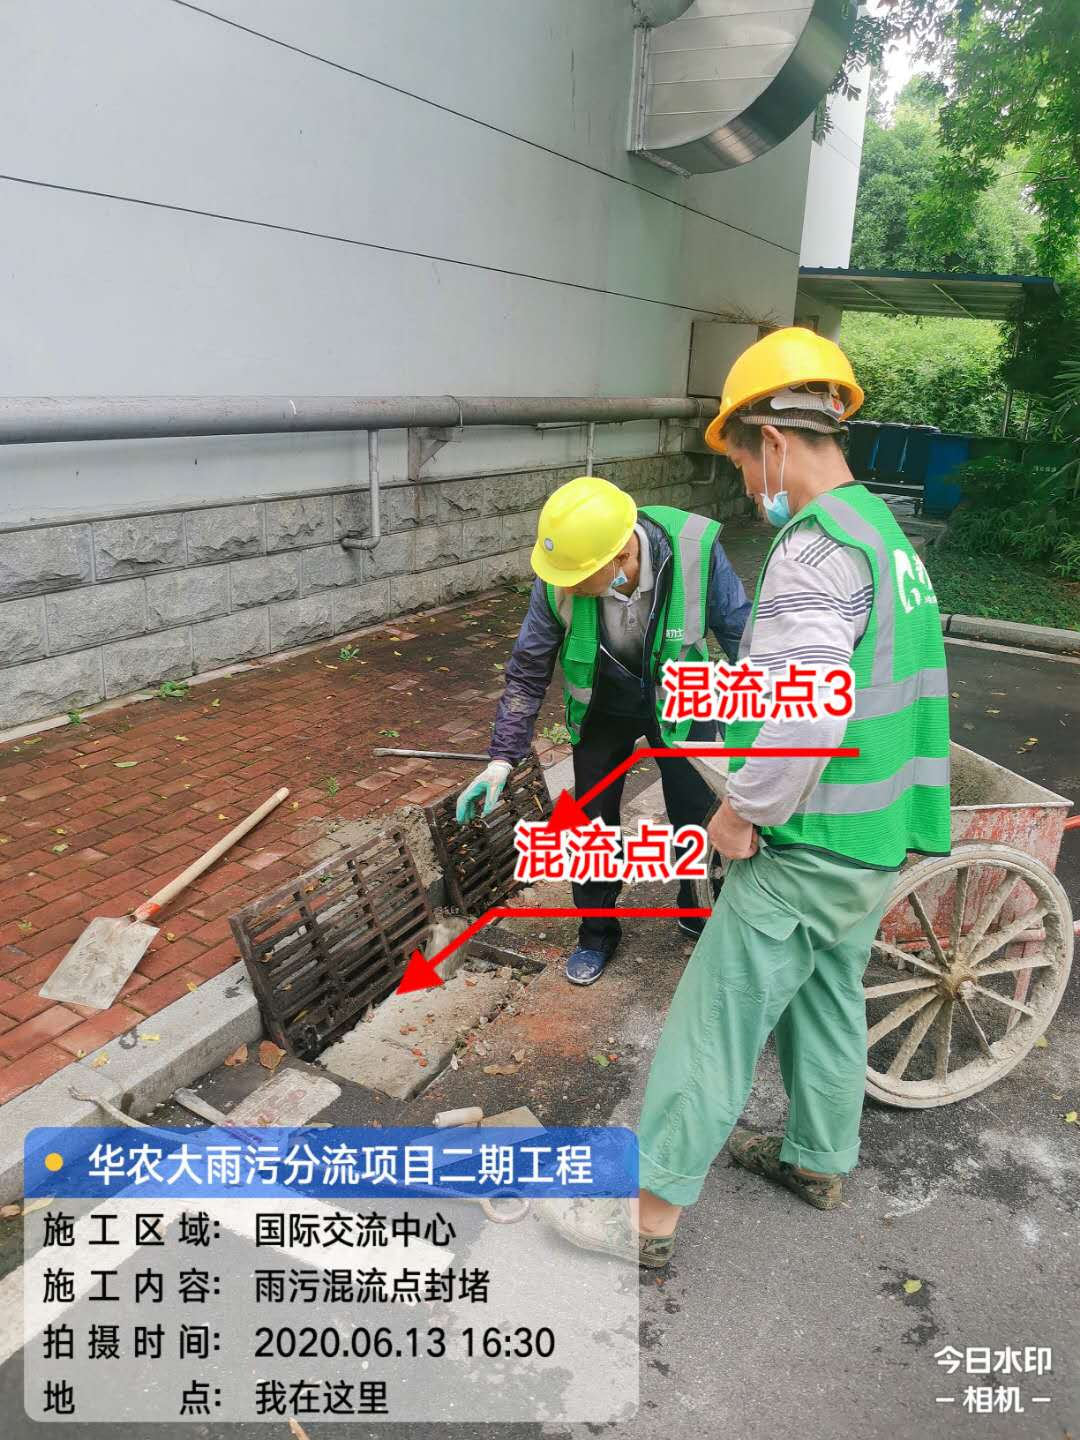 混流点3
混流点2
华农大雨污分流项目二期工程
施工区域: 国际交流中心
施工内容: 雨污混流点封堵
拍摄时间: 2020.06.13 16:30
地点: 我在这里
今日水印
-相机-